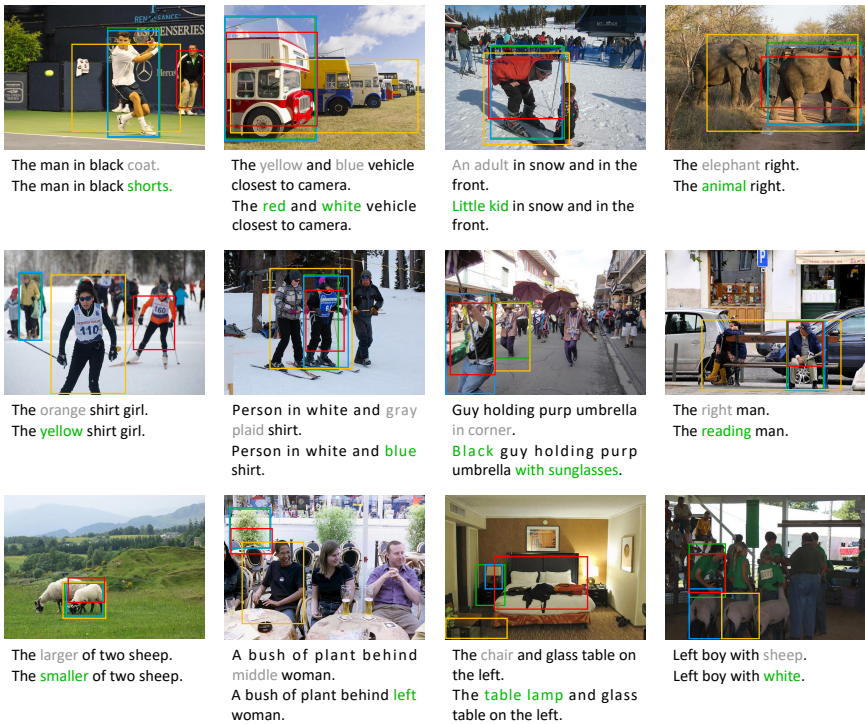 RENAISSANCE
USOPENSERIES
Merce
The man in black coat.
The man in black shorts.
The yellow and blue vehicle
closest to camera.
The red and white vehicle
closest to camera.
An adult in snow and in the
front.
Little kid in snow and in the
front.
The elephant right.
The animal right.
110
160
P
The orange shirt girl.
The yellow shirt girl.
Person in white and gray
plaid shirt.
Person in white and blue
shirt.
Guy holding purp umbrella
in corner.
Black guy holding purp
umbrella with sunglasses.
The right man.
The reading man.
The larger of two sheep.
The smaller of two sheep.
A bush of plant behind
middle woman.
A bush of plant behind left
woman.
The chair and glass table on
the left.
The table lamp and glass
table on the left.
Left boy with sheep.
Left boy with white.